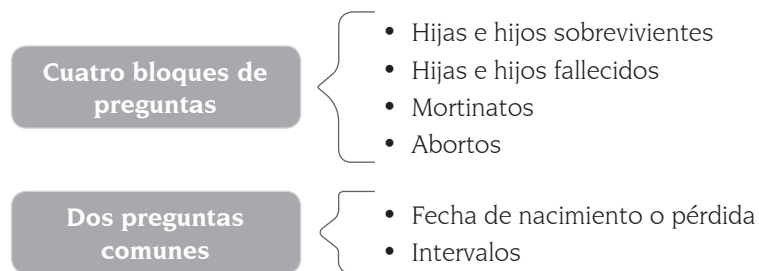 Cuatro bloques de
preguntas
• Hijas e hijos sobrevivientes
• Hijas e hijos fallecidos
• Mortinatos
• Abortos
Dos preguntas
comunes
• Fecha de nacimiento o pérdida
• Intervalos